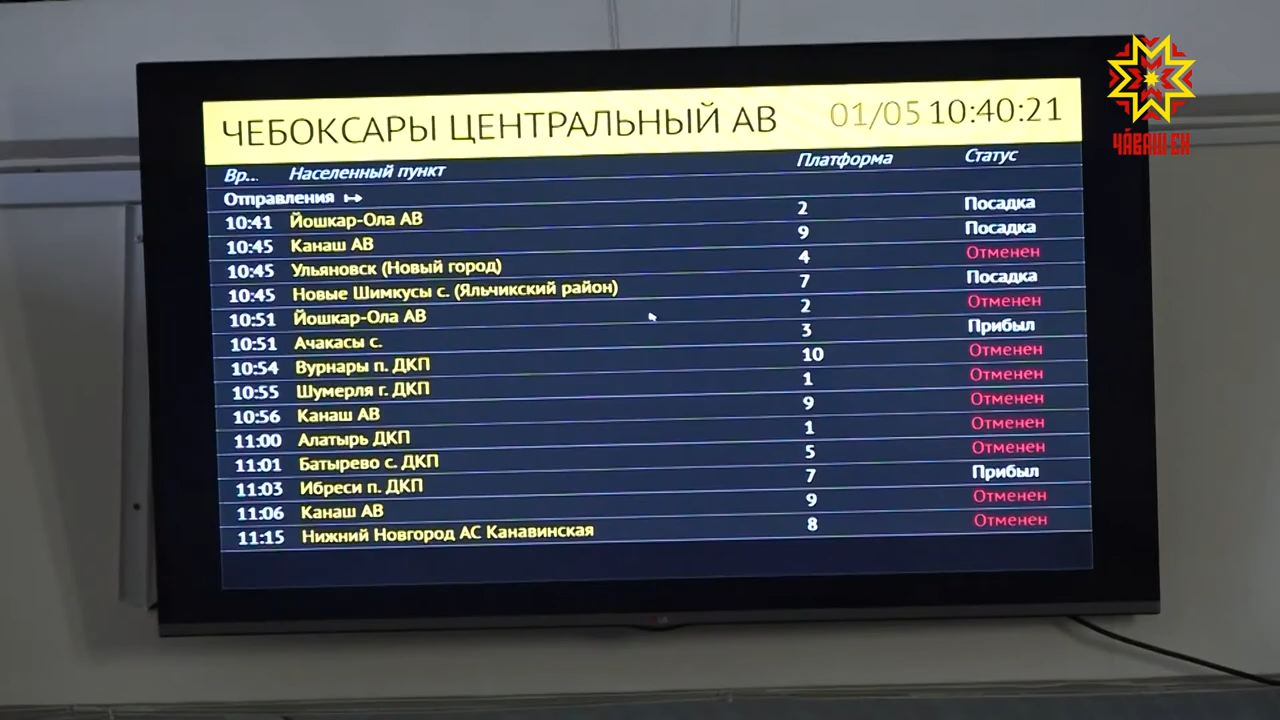 ЧЕБОКСАРЫ ЦЕНТРАЛЬНЫЙ АВ 01/05 10:40:21
Вр... Населенный пункт Платформа Статус
Отправления ↦
10:41 Йошкар-Ола АВ 2 Посадка
10:45 Канаш АВ 9 Посадка
10:45 Ульяновск (Новый город) 4 Отменен
10:45 Новые Шимкусы с. (Яльчикский район) 7 Посадка
10:51 Йошкар-Ола АВ 2 Отменен
10:51 Ачакасы с. 3 Прибыл
10:54 Вурнары п. ДКП 10 Отменен
10:55 Шумерля г. ДКП 1 Отменен
10:56 Канаш АВ 9 Отменен
11:00 Алатырь ДКП 1 Отменен
11:01 Батырево с. ДКП 5 Отменен
11:03 Ибреси п. ДКП 7 Прибыл
11:06 Канаш АВ 9 Отменен
11:15 Нижний Новгород АС Канавинская 8 Отменен
ЧӐВАШ ЕН
LG